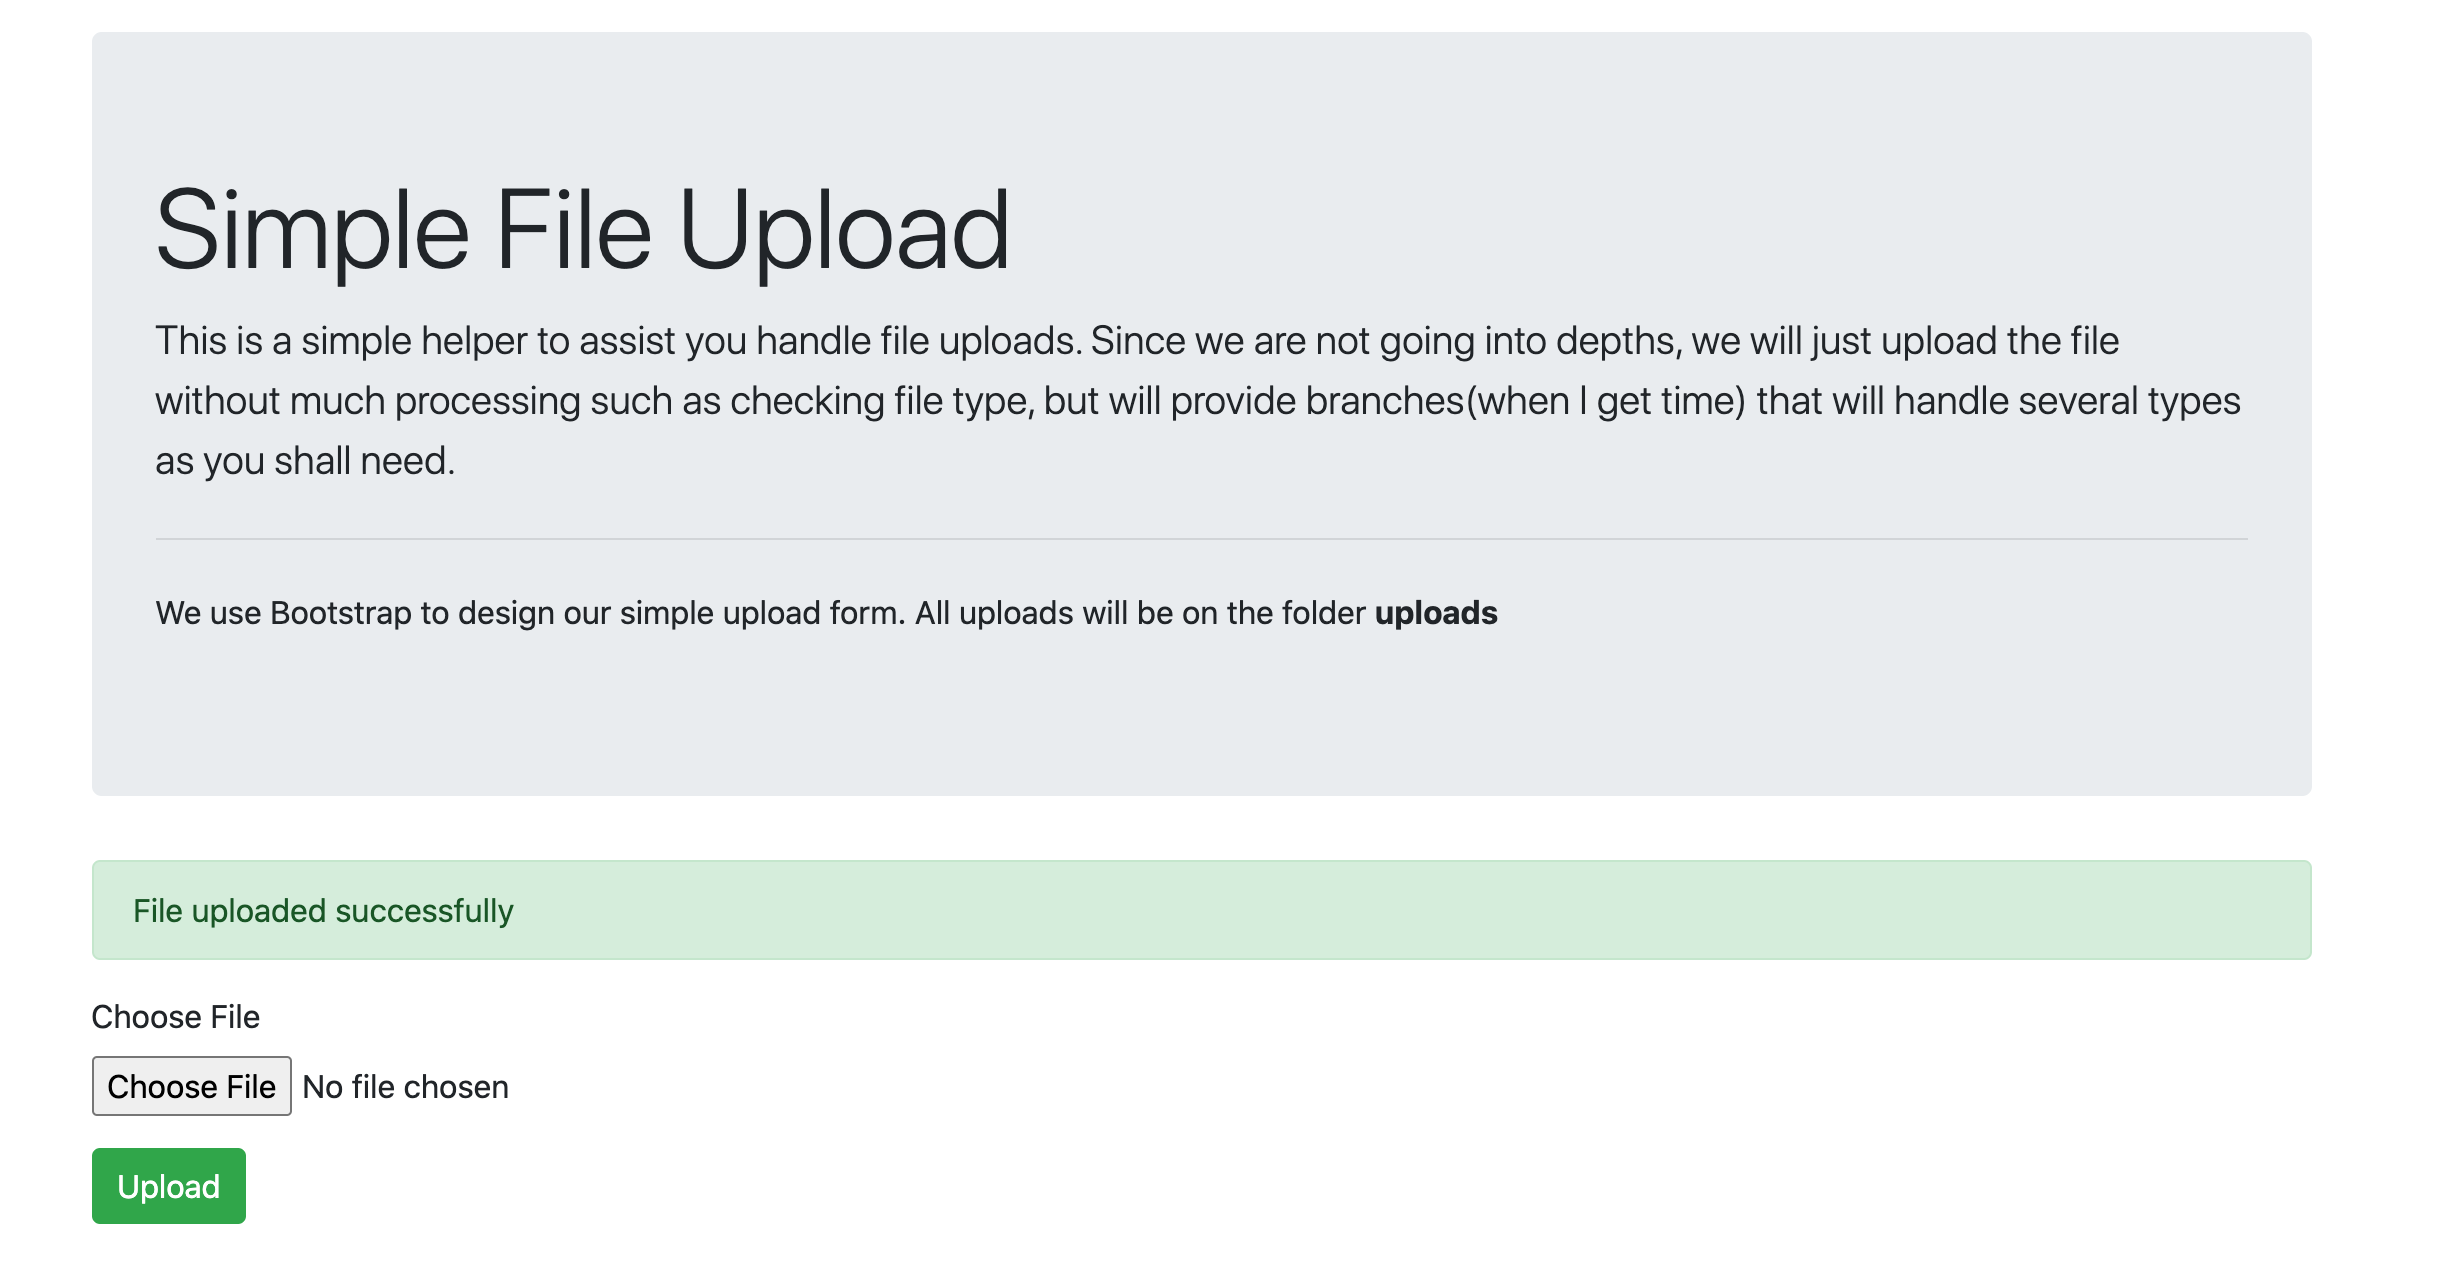 Simple File Upload
This is a simple helper to assist you handle file uploads. Since we are not going into depths, we will just upload the file
without much processing such as checking file type, but will provide branches(when I get time) that will handle several types
as you shall need.
We use Bootstrap to design our simple upload form. All uploads will be on the folder uploads
File uploaded successfully
Choose File
Choose File No file chosen
Upload